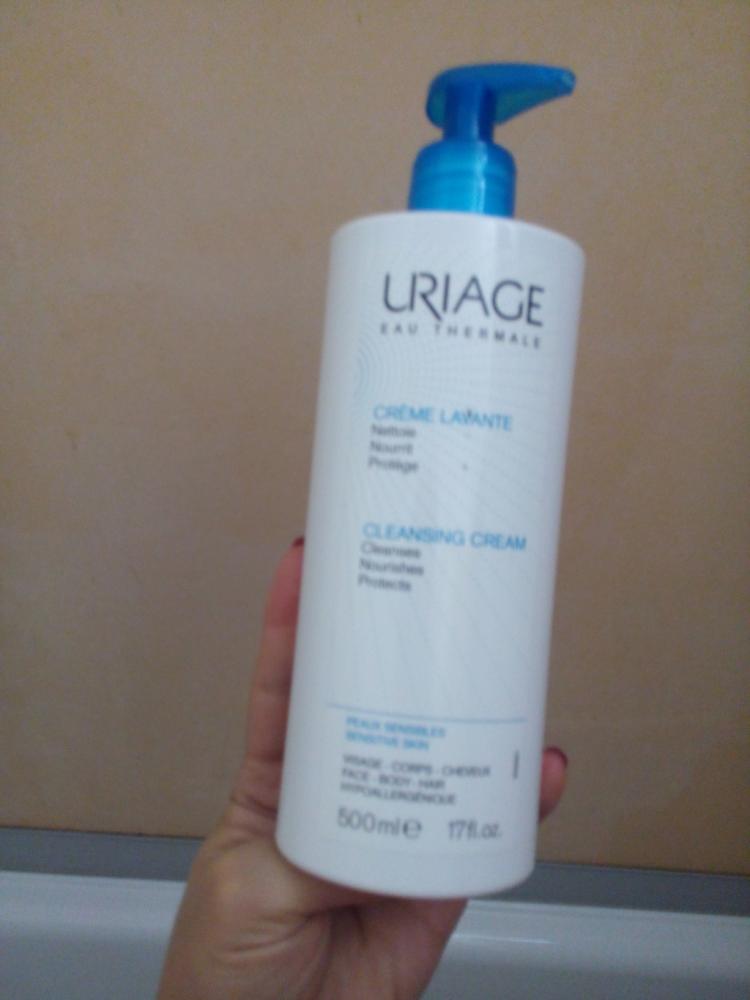 URIAGE
EAU THERMALE
CRÈME LAVANTE
Nettoie
Nourrit
Protège
CLEANSING CREAM
Cleanses
Nourishes
Protects
PEAUX SENSIBLES
SENSITIVE SKIN
VISAGE - CORPS - CHEVEUX
FACE - BODY - HAIR
HYPOALLERGÉNIQUE
500ml℮ 17fl.oz.